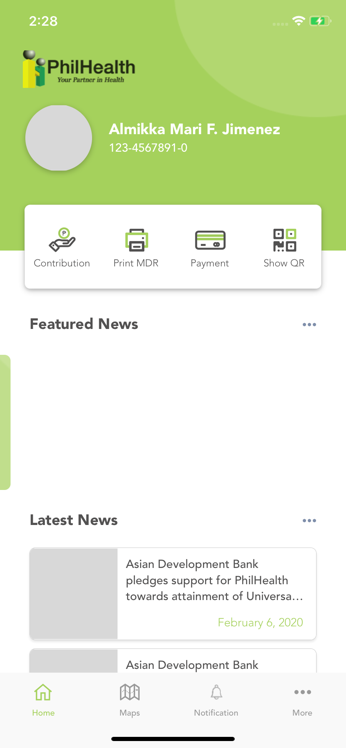 2:28
PhilHealth
Your Partner in Health
Almikka Mari F. Jimenez
123-4567891-0
Contribution
Print MDR
Payment
Show QR
Featured News
Latest News
Asian Development Bank
pledges support for PhilHealth
towards attainment of Universa...
February 6, 2020
Asian Development Bank
Home
Maps
Notification
More